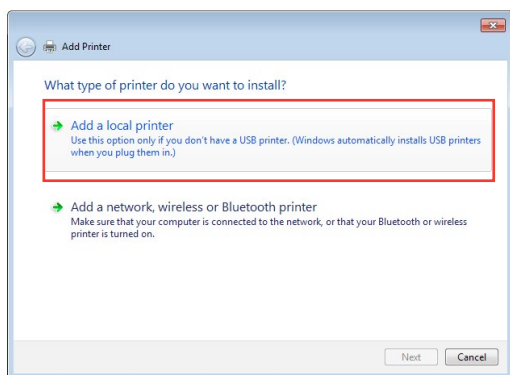 Add Printer
What type of printer do you want to install?
Add a local printer
Use this option only if you don't have a USB printer. (Windows automatically installs USB printers
when you plug them in.)
Add a network, wireless or Bluetooth printer
Make sure that your computer is connected to the network, or that your Bluetooth or wireless
printer is turned on.
Next Cancel